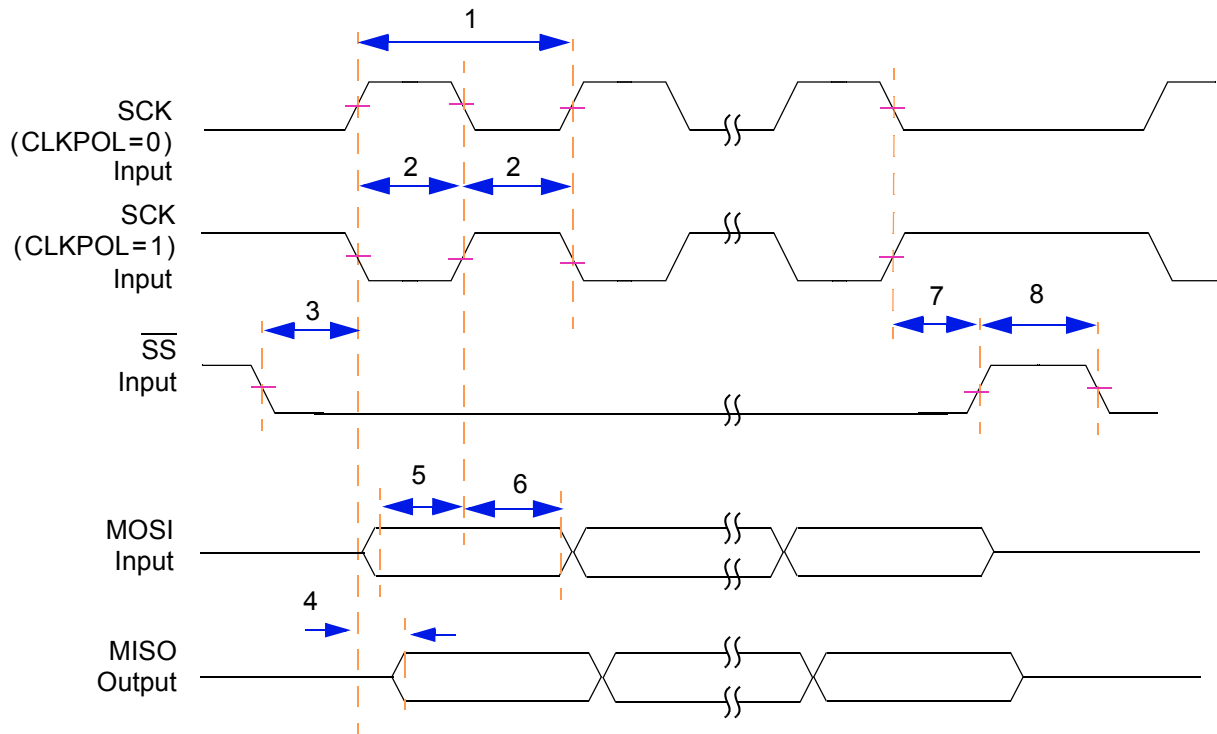 1
SCK
(CLKPOL=0)
Input
2 2
SCK
(CLKPOL=1)
Input
3 7 8
SS
Input
5 6
MOSI
Input
4
MISO
Output